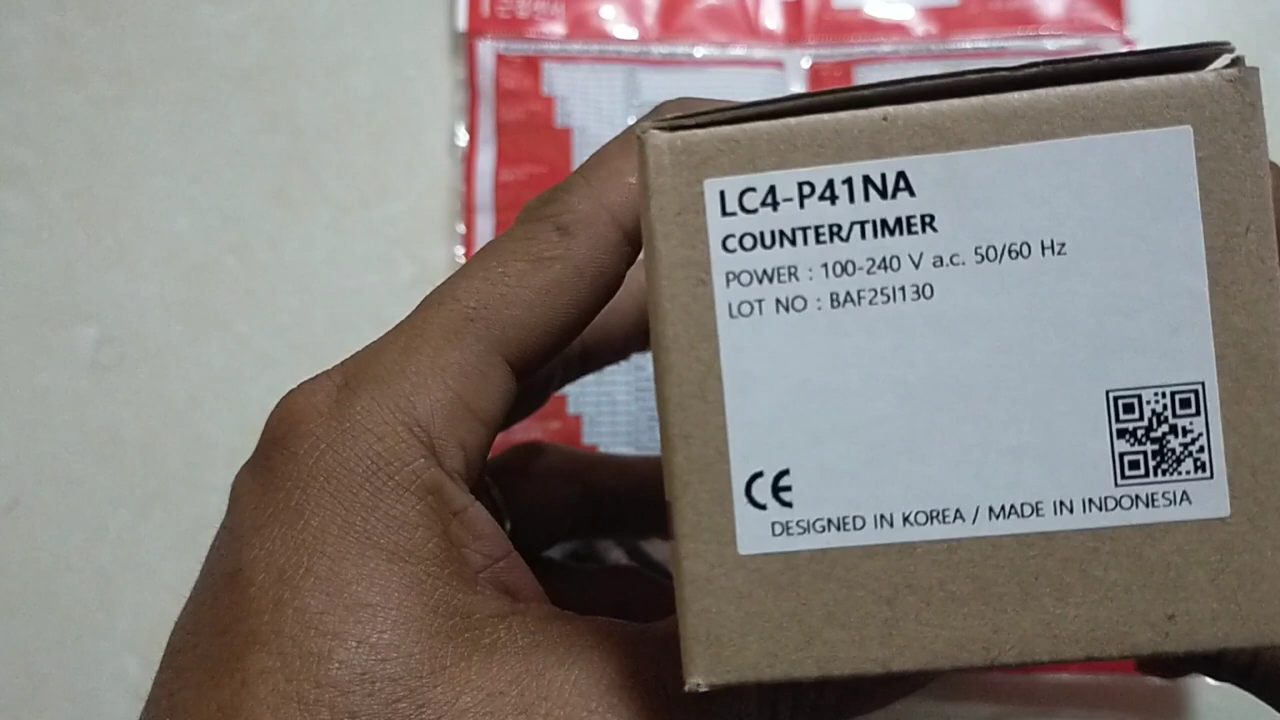 LC4-P41NA
COUNTER/TIMER
POWER : 100-240 V a.c. 50/60 Hz
LOT NO : BAF25I130
CE
DESIGNED IN KOREA / MADE IN INDONESIA